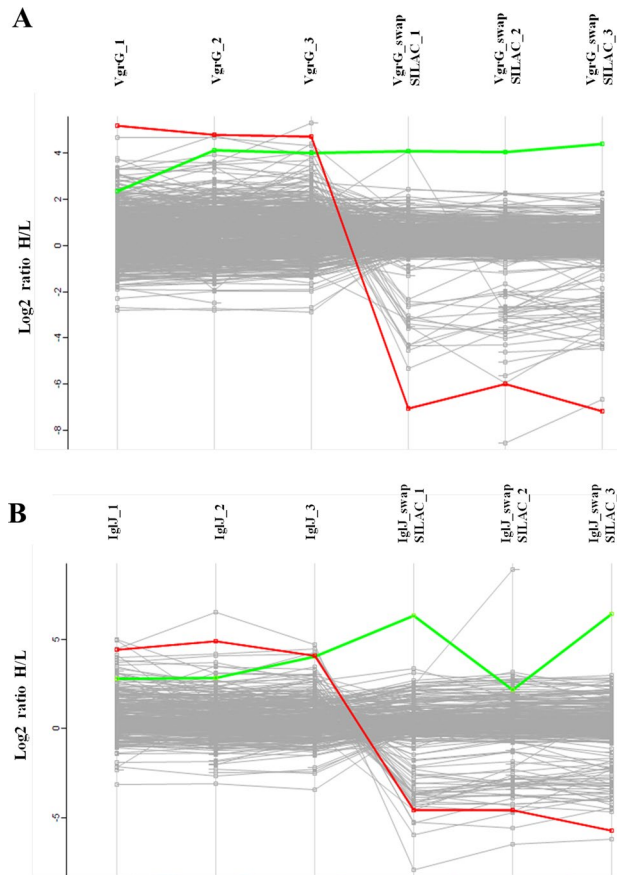 A
VgrG_1
VgrG_2
VgrG_3
VgrG_swap
SILAC_1
VgrG_swap
SILAC_2
VgrG_swap
SILAC_3
Log2 ratio H/L
4
2
0
-2
-4
-6
-8
B
IglJ_1
IglJ_2
IglJ_3
IglJ_swap
SILAC_1
IglJ_swap
SILAC_2
IglJ_swap
SILAC_3
Log2 ratio H/L
5
0
-5